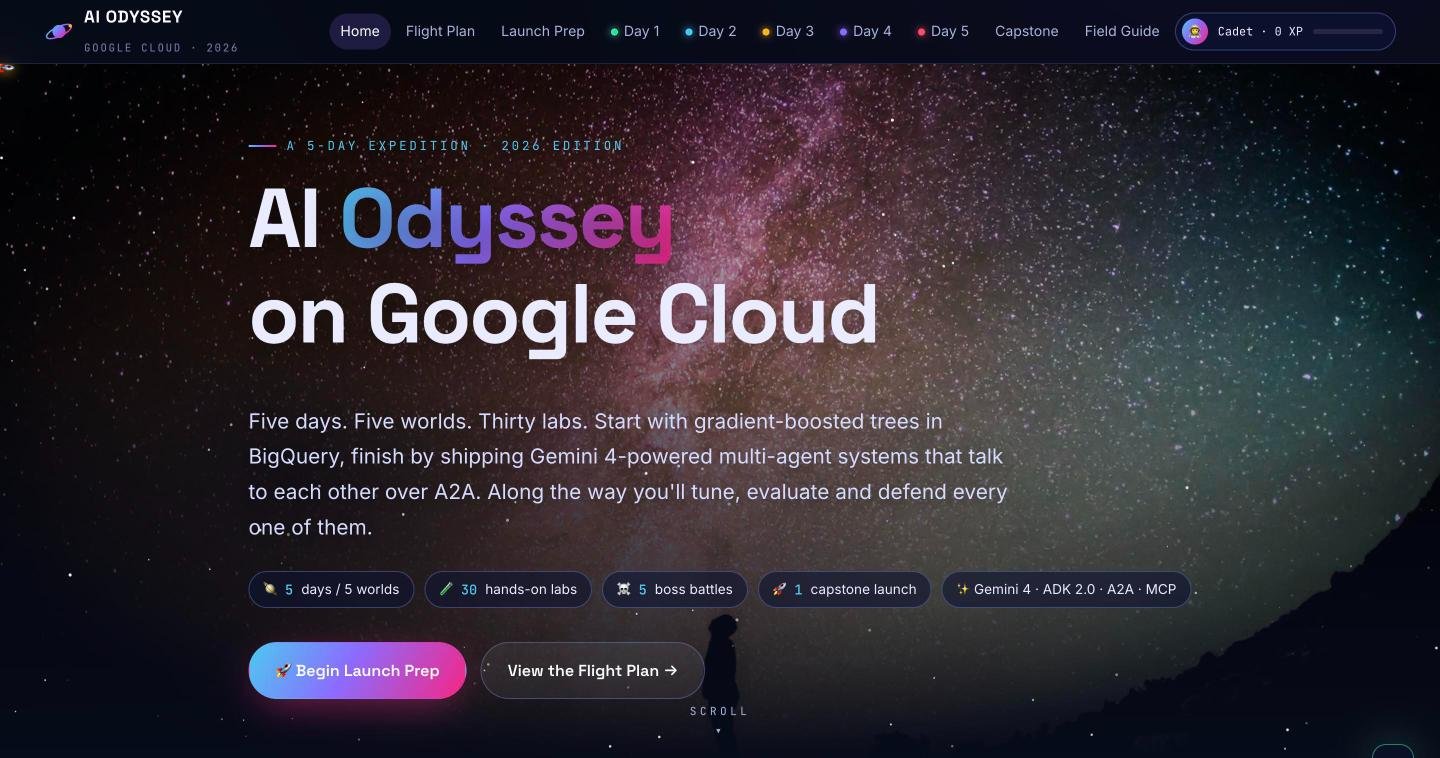 AI ODYSSEY
GOOGLE CLOUD · 2026
Home
Flight Plan
Launch Prep
Day 1
Day 2
Day 3
Day 4
Day 5
Capstone
Field Guide
Cadet · 0 XP
A 5-DAY EXPEDITION · 2026 EDITION
AI Odyssey
on Google Cloud
Five days. Five worlds. Thirty labs. Start with gradient-boosted trees in
BigQuery, finish by shipping Gemini 4-powered multi-agent systems that talk
to each other over A2A. Along the way you'll tune, evaluate and defend every
one of them.
5 days / 5 worlds
30 hands-on labs
5 boss battles
1 capstone launch
Gemini 4 · ADK 2.0 · A2A · MCP
Begin Launch Prep
View the Flight Plan →
SCROLL